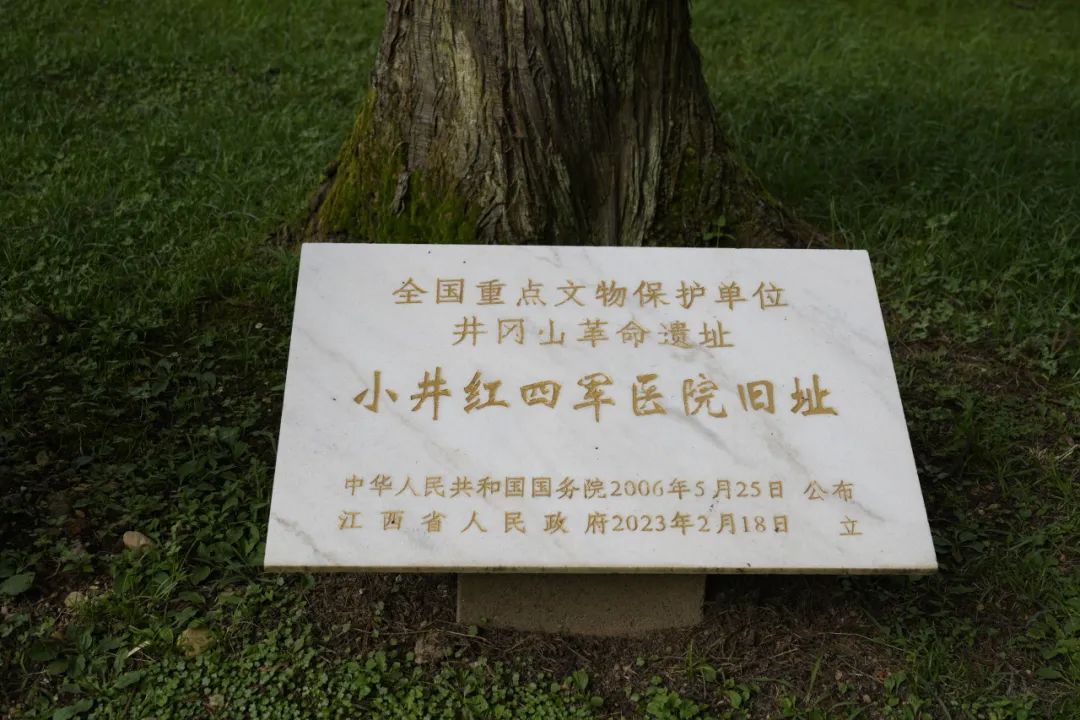 全国重点文物保护单位
井冈山革命遗址
小井红四军医院旧址
中华人民共和国国务院2006年5月25日 公布
江西省人民政府2023年2月18日 立